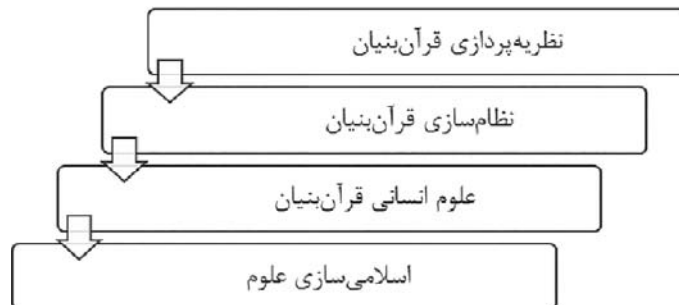 نظریه‌پردازی قرآن‌بنیان
نظام‌سازی قرآن‌بنیان
علوم انسانی قرآن‌بنیان
اسلامی‌سازی علوم